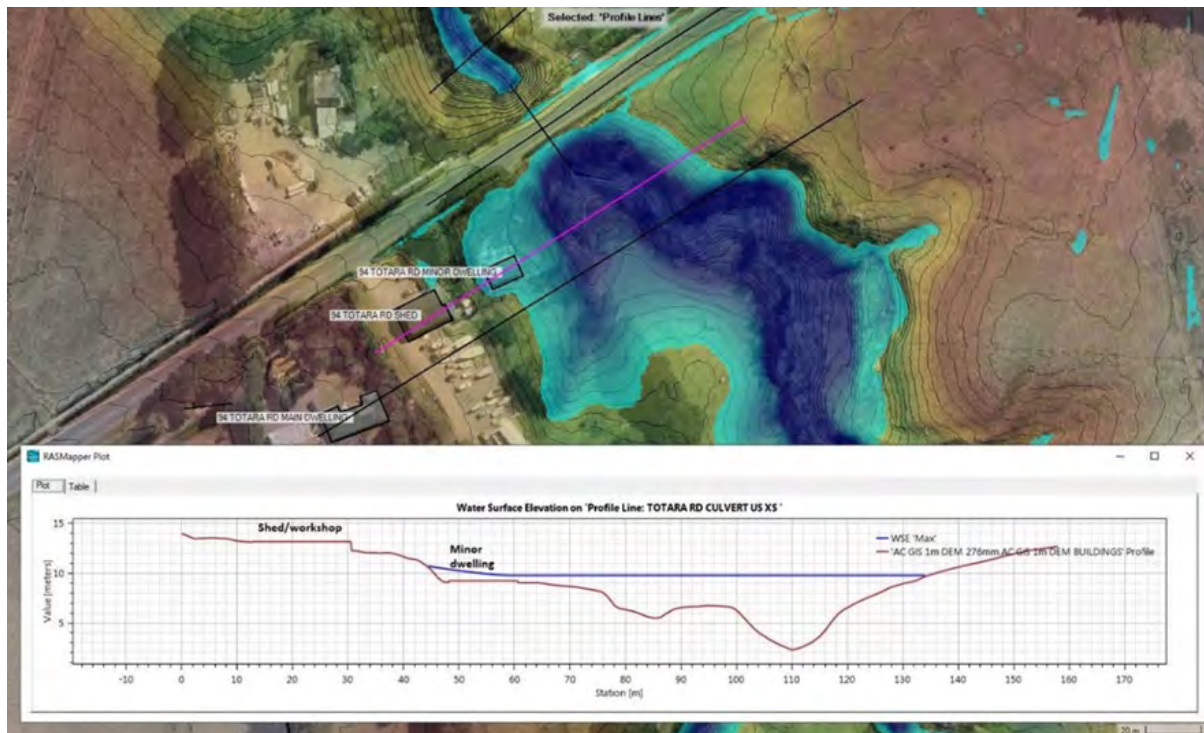 Selected: 'Profile Lines'
94 TOTARA RD MINOR DWELLING
94 TOTARA RD SHED
94 TOTARA RD MAIN DWELLING
RASMapper Plot
Plot
Table
Water Surface Elevation on 'Profile Line: TOTARA RD CULVERT US XS '
Shed/workshop
Minor
dwelling
WSE 'Max'
'AC GIS 1m DEM 276mm.AC GIS 1m DEM BUILDINGS' Profile
Value [meters]
15
10
5
-10 0 10 20 30 40 50 60 70 80 90 100 110 120 130 140 150 160 170
Station [m]
20 m